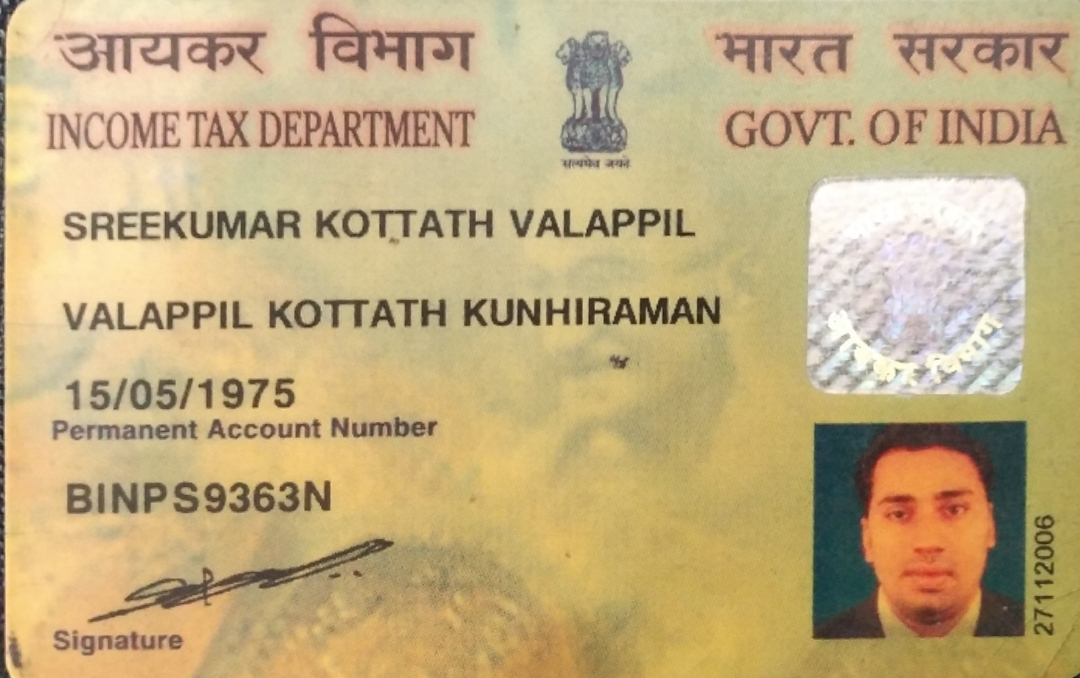 आयकर विभाग
INCOME TAX DEPARTMENT
सत्यमेव जयते
भारत सरकार
GOVT. OF INDIA
SREEKUMAR KOTTATH VALAPPIL
VALAPPIL KOTTATH KUNHIRAMAN
15/05/1975
Permanent Account Number
BINPS9363N
Signature
आयकर विभाग
27112006